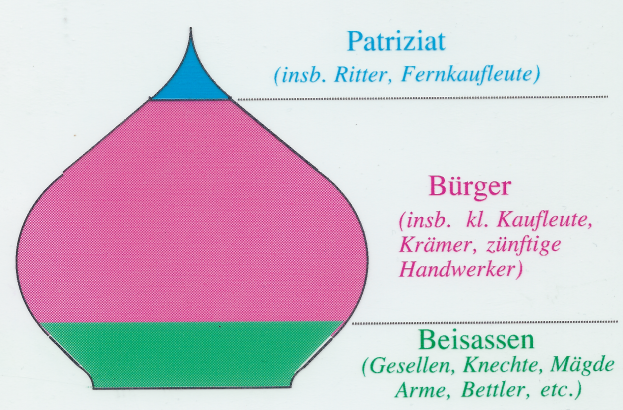 Patriziat
(insb. Ritter, Fernkaufleute)
Bürger
(insb. kl. Kaufleute,
Krämer, zünftige
Handwerker)
Beisassen
(Gesellen, Knechte, Mägde
Arme, Bettler, etc.)